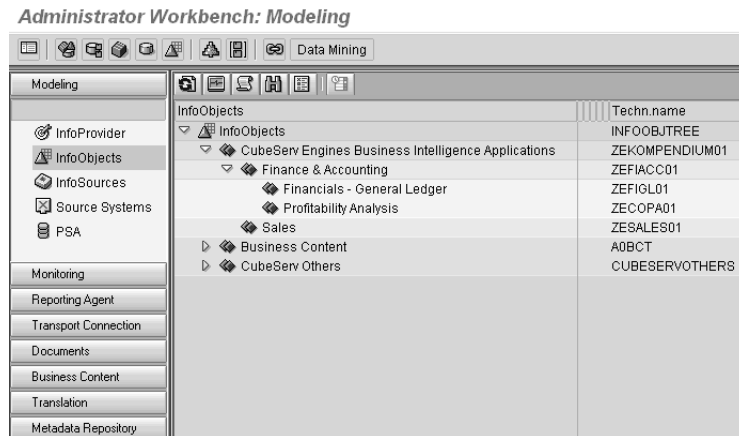 Administrator Workbench: Modeling
Data Mining
Modeling
InfoProvider
InfoObjects
InfoSources
Source Systems
PSA
Monitoring
Reporting Agent
Transport Connection
Documents
Business Content
Translation
Metadata Repository
InfoObjects Techn.name
InfoObjects INFOOBJTREE
CubeServ Engines Business Intelligence Applications ZEKOMPENDIUM01
Finance & Accounting ZEFIACC01
Financials - General Ledger ZEFIGL01
Profitability Analysis ZECOPA01
Sales ZESALES01
Business Content A0BCT
CubeServ Others CUBESERVOTHERS